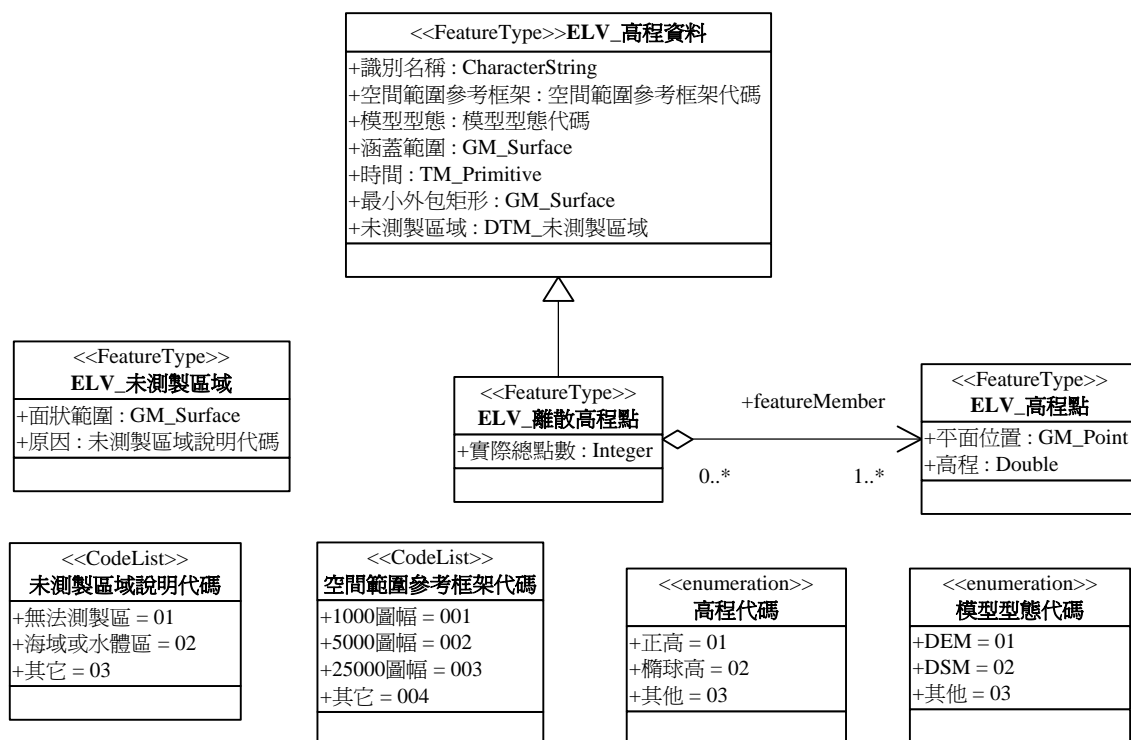 <<FeatureType>>ELV_高程資料
+識別名稱 : CharacterString
+空間範圍參考框架 : 空間範圍參考框架代碼
+模型型態 : 模型型態代碼
+涵蓋範圍 : GM_Surface
+時間 : TM_Primitive
+最小外包矩形 : GM_Surface
+未測製區域 : DTM_未測製區域
<<FeatureType>>
ELV_未測製區域
+面狀範圍 : GM_Surface
+原因 : 未測製區域說明代碼
<<FeatureType>>
ELV_離散高程點
+實際總點數 : Integer
+featureMember
0..*
1..*
<<FeatureType>>
ELV_高程點
+平面位置 : GM_Point
+高程 : Double
<<CodeList>>
未測製區域說明代碼
+無法測製區 = 01
+海域或水體區 = 02
+其它 = 03
<<CodeList>>
空間範圍參考框架代碼
+1000圖幅 = 001
+5000圖幅 = 002
+25000圖幅 = 003
+其它 = 004
<<enumeration>>
高程代碼
+正高 = 01
+橢球高 = 02
+其他 = 03
<<enumeration>>
模型型態代碼
+DEM = 01
+DSM = 02
+其他 = 03